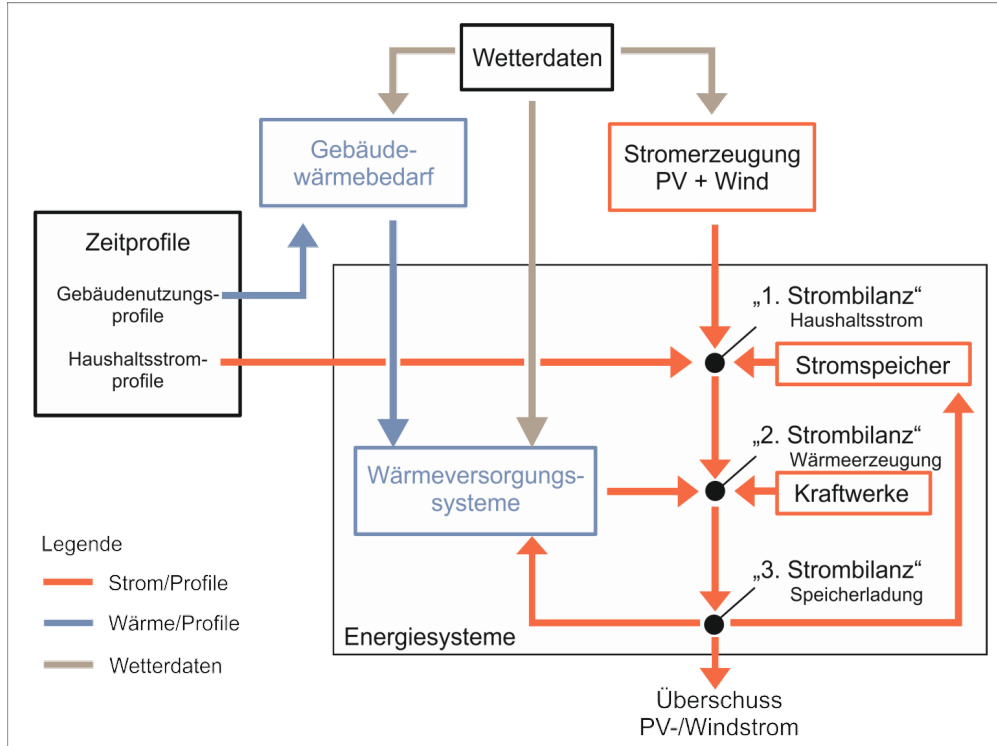 Wetterdaten
Gebäude-
wärmebedarf
Stromerzeugung
PV + Wind
Zeitprofile
Gebäudenutzungs-
profile
Haushaltsstrom-
profile
„1. Strombilanz“
Haushaltsstrom
Stromspeicher
„2. Strombilanz“
Wärmeerzeugung
Wärmeversorgungs-
systeme
Kraftwerke
„3. Strombilanz“
Speicherladung
Energiesysteme
Legende
Strom/Profile
Wärme/Profile
Wetterdaten
Überschuss
PV-/Windstrom